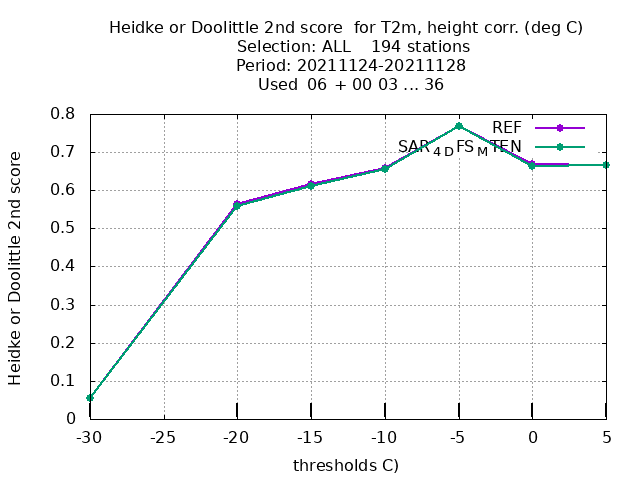 Heidke or Doolittle 2nd score  for T2m, height corr. (deg C)
Selection: ALL    194 stations
Period: 20211124-20211128
Used  06 + 00 03 ... 36
Heidke or Doolittle 2nd score
0.8
0.7
0.6
0.5
0.4
0.3
0.2
0.1
0
REF
SAR4DFSMTEN
-30
-25
-20
-15
-10
-5
0
5
thresholds C)